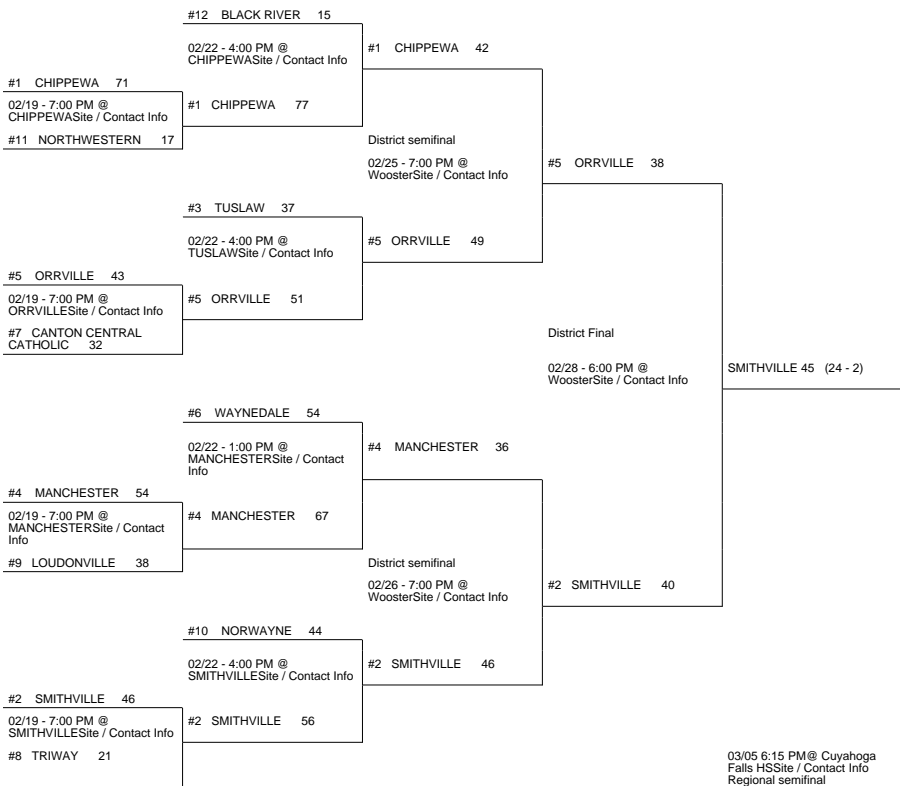 #12 BLACK RIVER 15
02/22 - 4:00 PM @
CHIPPEWASite / Contact Info
#1 CHIPPEWA 42
#1 CHIPPEWA 71
02/19 - 7:00 PM @
CHIPPEWASite / Contact Info
#1 CHIPPEWA 77
#11 NORTHWESTERN 17
District semifinal
02/25 - 7:00 PM @
WoosterSite / Contact Info
#5 ORRVILLE 38
#3 TUSLAW 37
02/22 - 4:00 PM @
TUSLAWSite / Contact Info
#5 ORRVILLE 49
#5 ORRVILLE 43
02/19 - 7:00 PM @
ORRVILLESite / Contact Info
#5 ORRVILLE 51
#7 CANTON CENTRAL
CATHOLIC 32
District Final
02/28 - 6:00 PM @
WoosterSite / Contact Info
SMITHVILLE 45 (24 - 2)
#6 WAYNEDALE 54
02/22 - 1:00 PM @
MANCHESTERSite / Contact
Info
#4 MANCHESTER 36
#4 MANCHESTER 54
02/19 - 7:00 PM @
MANCHESTERSite / Contact
Info
#4 MANCHESTER 67
#9 LOUDONVILLE 38
District semifinal
02/26 - 7:00 PM @
WoosterSite / Contact Info
#2 SMITHVILLE 40
#10 NORWAYNE 44
02/22 - 4:00 PM @
SMITHVILLESite / Contact Info
#2 SMITHVILLE 46
#2 SMITHVILLE 46
02/19 - 7:00 PM @
SMITHVILLESite / Contact Info
#2 SMITHVILLE 56
#8 TRIWAY 21
03/05 6:15 PM@ Cuyahoga
Falls HSSite / Contact Info
Regional semifinal